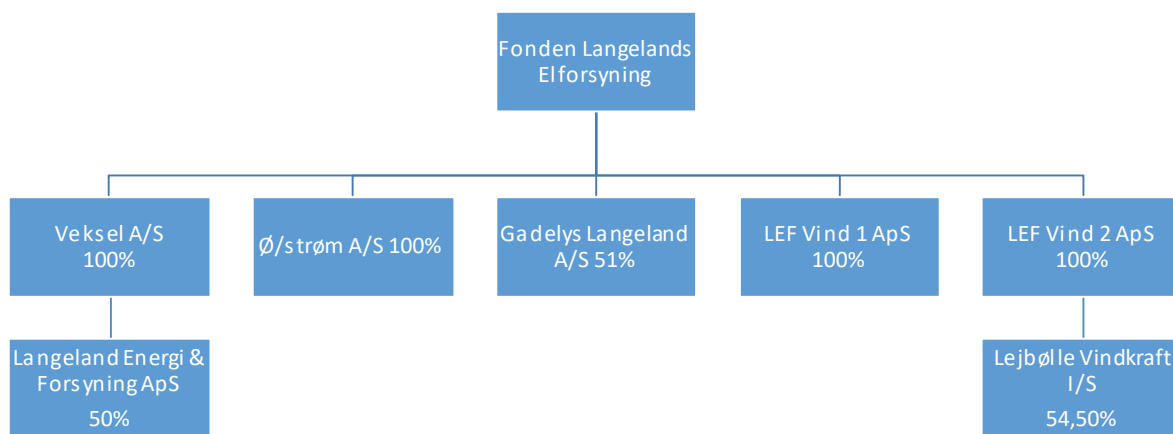 Fonden Langelands
Elforsyning
Veksel A/S
100%
Ø/strøm A/S 100%
Gadelys Langeland
A/S 51%
LEF Vind 1 ApS
100%
LEF Vind 2 ApS
100%
Langeland Energi &
Forsyning ApS
50%
Lejbølle Vindkraft
I/S
54,50%